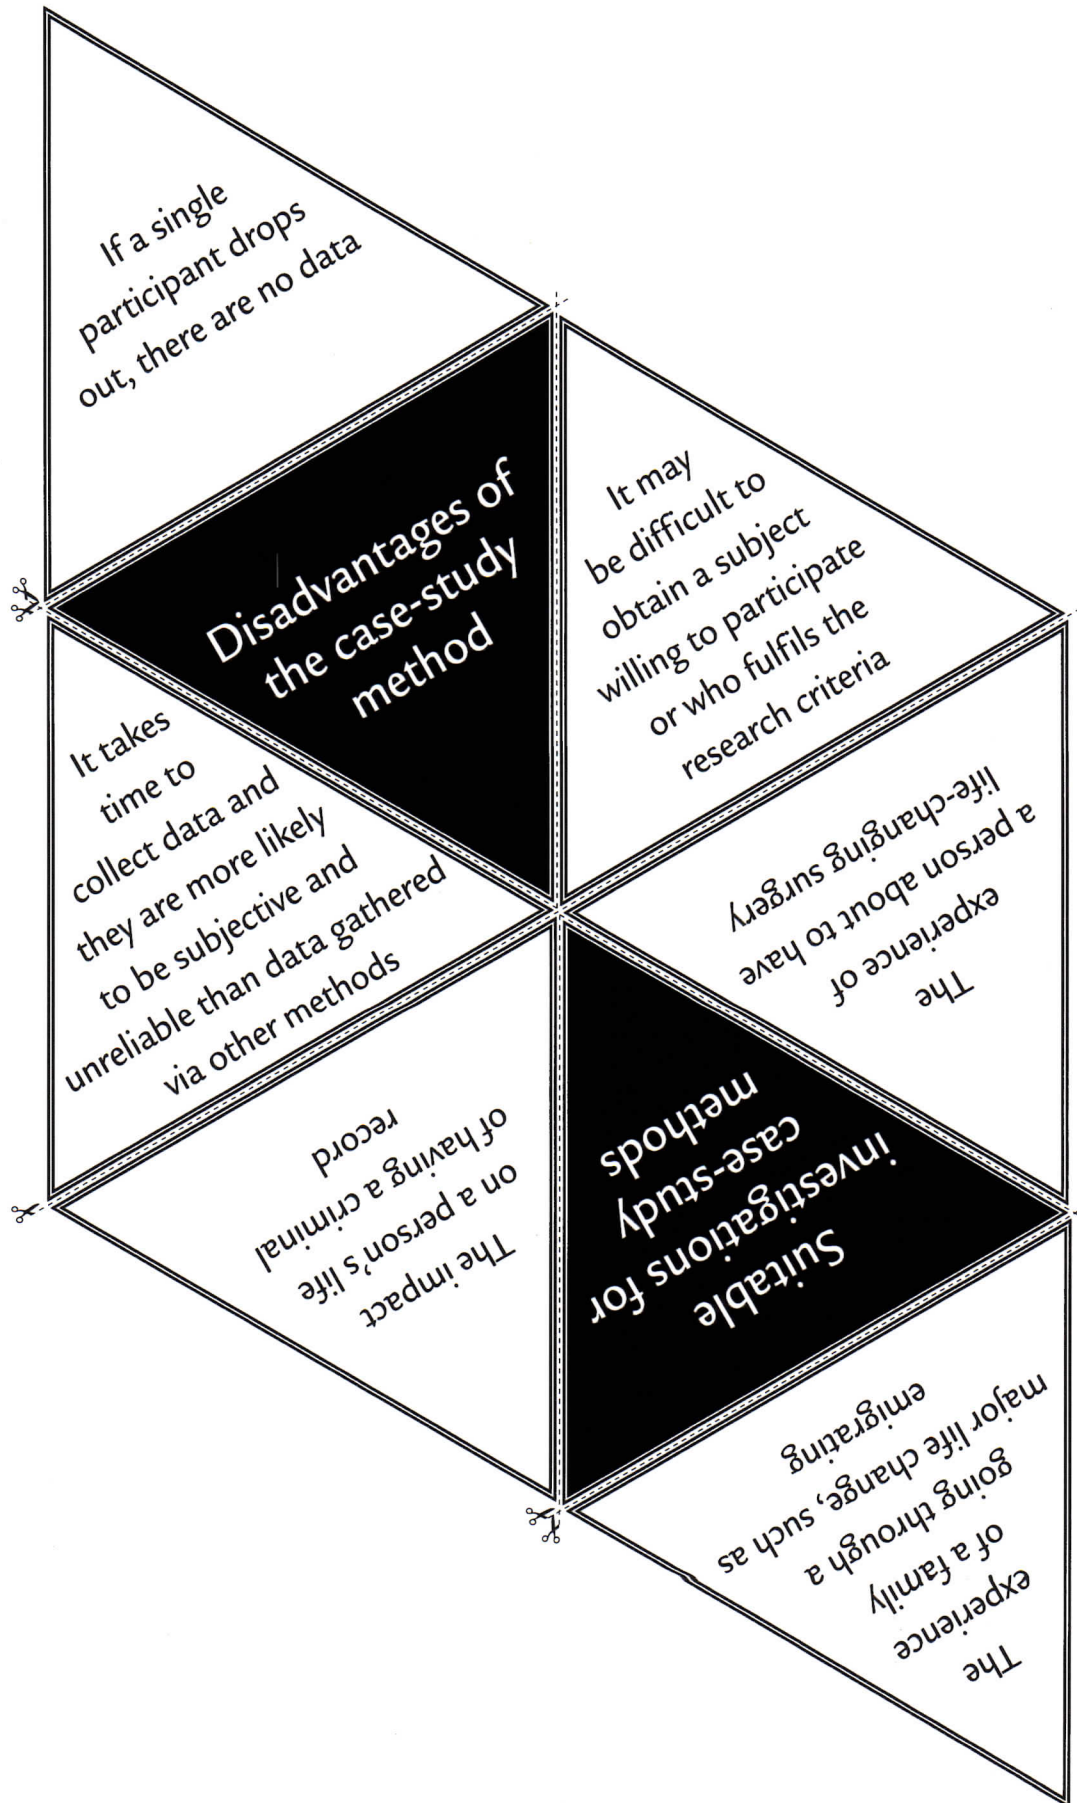 If a single
participant drops
out, there are no data
Disadvantages of
the case-study
method
It may
be difficult to
obtain a subject
willing to participate
or who fulfils the
research criteria
It takes
time to
collect data and
they are more likely
to be subjective and
unreliable than data gathered
via other methods
The
experience of
a person about to have
life-changing surgery
Suitable
investigations for
case-study
methods
The impact
on a person's life
of having a criminal
record
The
experience
of a family
going through a
major life change, such as
emigrating